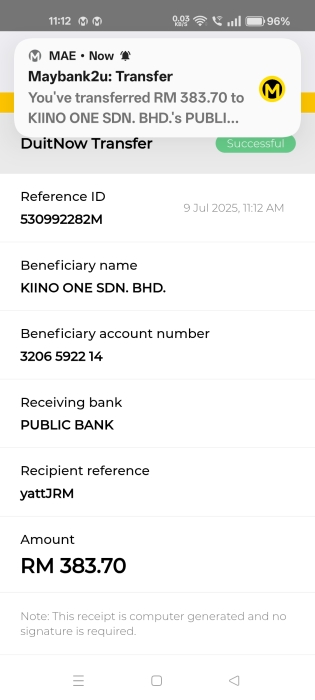 11:12 0.03 KB/S 96%
MAE • Now
Maybank2u: Transfer
You've transferred RM 383.70 to
KIINO ONE SDN. BHD.'s PUBLI...
DuitNow Transfer Successful
Reference ID
530992282M
9 Jul 2025, 11:12 AM
Beneficiary name
KIINO ONE SDN. BHD.
Beneficiary account number
3206 5922 14
Receiving bank
PUBLIC BANK
Recipient reference
yattJRM
Amount
RM 383.70
Note: This receipt is computer generated and no
signature is required.